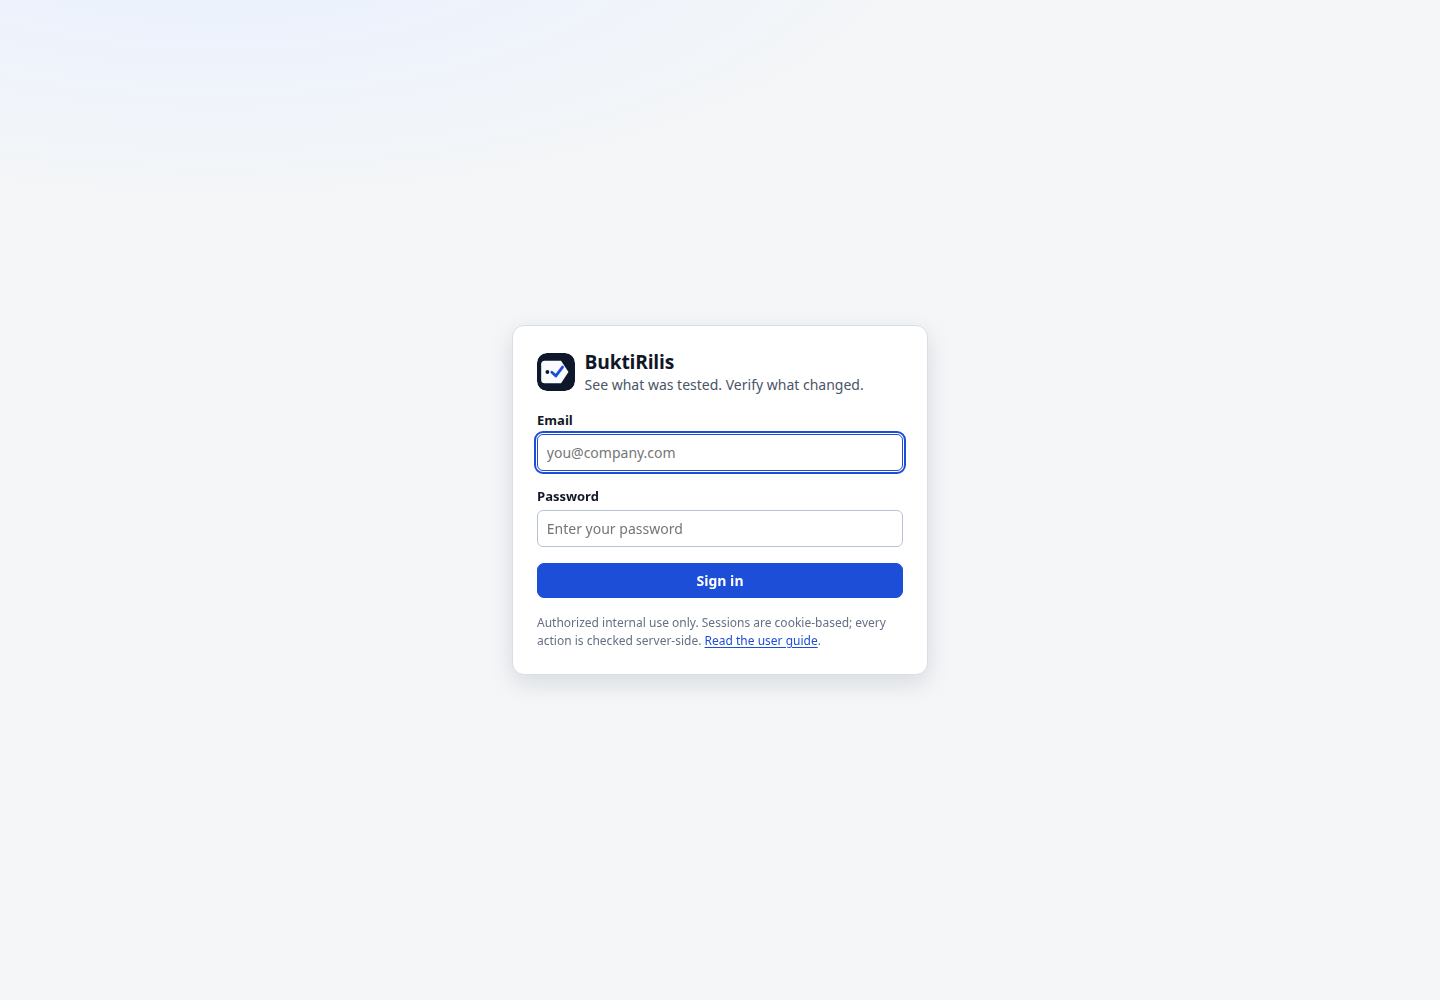 BuktiRilis
See what was tested. Verify what changed.
Email
you@company.com
Password
Enter your password
Sign in
Authorized internal use only. Sessions are cookie-based; every
action is checked server-side. Read the user guide.